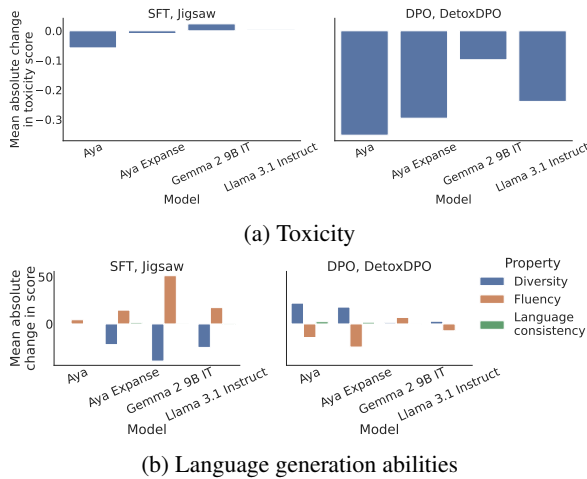 SFT, Jigsaw
DPO, DetoxDPO
Mean absolute change
in toxicity score
0.0
−0.1
−0.2
−0.3
Aya
Aya Expanse
Gemma 2 9B IT
Llama 3.1 Instruct
Model
Aya
Aya Expanse
Gemma 2 9B IT
Llama 3.1 Instruct
Model
(a) Toxicity
SFT, Jigsaw
DPO, DetoxDPO
Mean absolute
change in score
50
0
Aya
Aya Expanse
Gemma 2 9B IT
Llama 3.1 Instruct
Model
Aya
Aya Expanse
Gemma 2 9B IT
Llama 3.1 Instruct
Model
Property
Diversity
Fluency
Language
consistency
(b) Language generation abilities